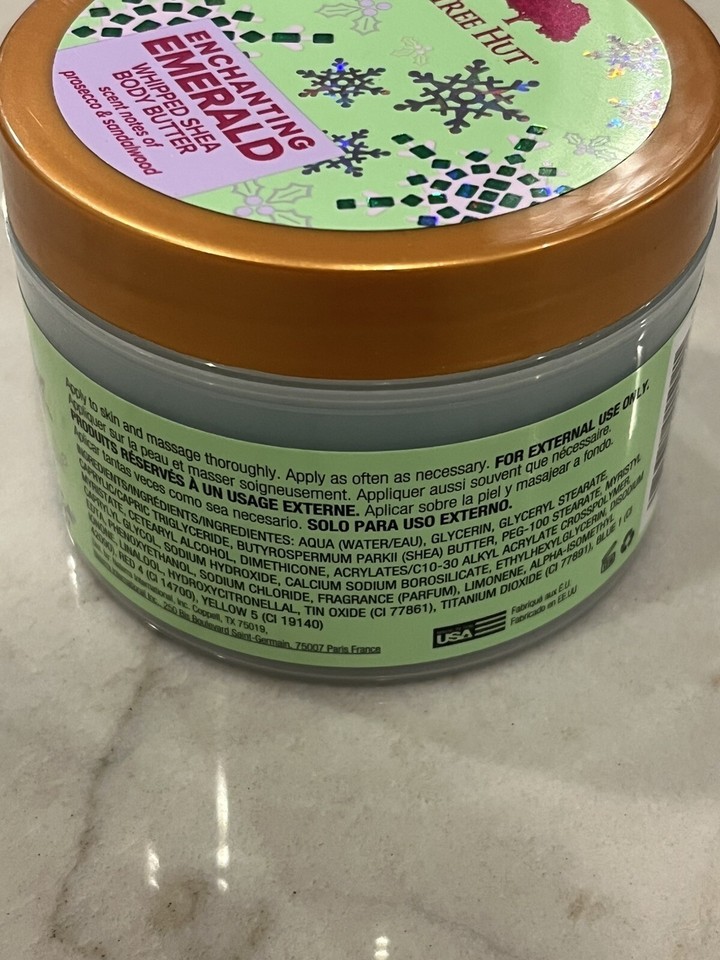 TREE HUT
ENCHANTING
EMERALD
WHIPPED SHEA
BODY BUTTER
scent notes of
prosecco & sandalwood
Apply to skin and massage thoroughly. Apply as often as necessary. FOR EXTERNAL USE ONLY.
Appliquer sur la peau et masser soigneusement. Appliquer aussi souvent que nécessaire.
PRODUITS RÉSERVÉS À UN USAGE EXTERNE. Aplicar sobre la piel y masajear a fondo.
Aplicar tantas veces como sea necesario. SOLO PARA USO EXTERNO.
INGREDIENTS/INGRÉDIENTS/INGREDIENTES: AQUA (WATER/EAU), GLYCERIN, GLYCERYL STEARATE,
CAPRYLIC/CAPRIC TRIGLYCERIDE, BUTYROSPERMUM PARKII (SHEA) BUTTER, PEG-100 STEARATE, MYRISTYL
CETEARYL ALCOHOL, DIMETHICONE, ACRYLATES/C10-30 ALKYL ACRYLATE CROSSPOLYMER,
GLYCOL, SODIUM HYDROXIDE, CALCIUM SODIUM BOROSILICATE, ETHYLHEXYLGLYCERIN, DISODIUM
EDTA, PHENOXYETHANOL, SODIUM CHLORIDE, FRAGRANCE (PARFUM), LIMONENE, ALPHA-ISOMETHYL
HYDROXYCITRONELLAL, TIN OXIDE (CI 77861), TITANIUM DIOXIDE (CI 77891), BLUE 1 (CI
42090), RED 4 (CI 14700), YELLOW 5 (CI 19140)
International, Inc. Coppell, TX 75019,
250 Bis Boulevard Saint-Germain, 75007 Paris France
USA
Fabriqué aux É.U.
Fabricado en EE.UU